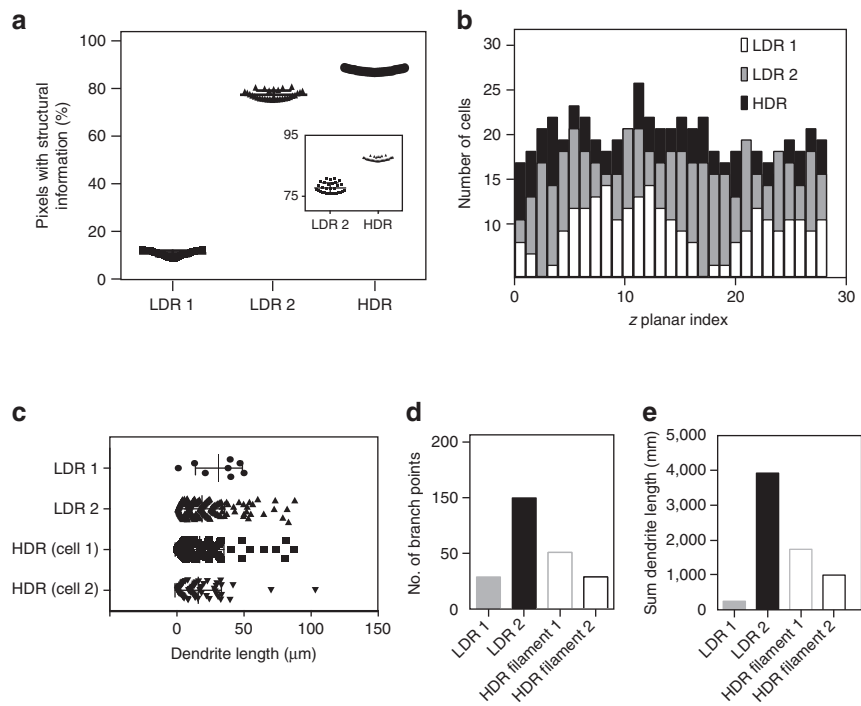 a
100
80
60
40
20
0
Pixels with structural
information (%)
95
75
LDR 2 HDR
LDR 1 LDR 2 HDR
b
30
25
20
15
10
Number of cells
LDR 1
LDR 2
HDR
0 10 20 30
z planar index
c
LDR 1
LDR 2
HDR (cell 1)
HDR (cell 2)
0 50 100 150
Dendrite length (μm)
d
200
150
50
0
No. of branch points
LDR 1
LDR 2
HDR filament 1
HDR filament 2
e
5,000
4,000
3,000
2,000
1,000
0
Sum dendrite length (mm)
LDR 1
LDR 2
HDR filament 1
HDR filament 2